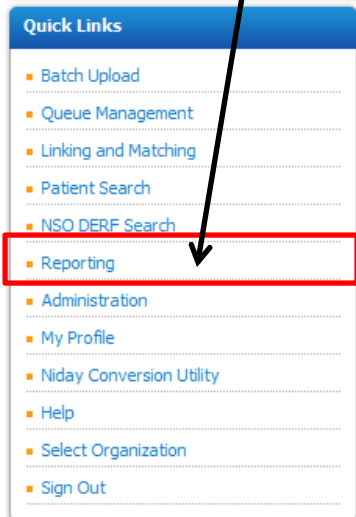 Quick Links
Batch Upload
Queue Management
Linking and Matching
Patient Search
NSO DERF Search
Reporting
Administration
My Profile
Niday Conversion Utility
Help
Select Organization
Sign Out